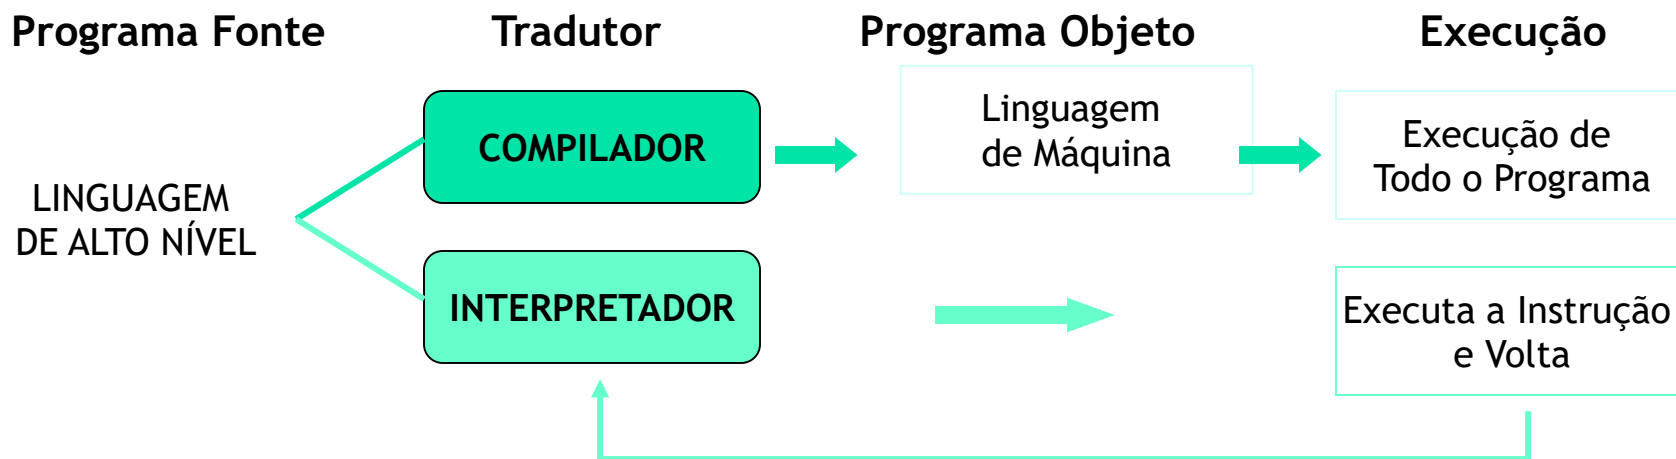 Programa Fonte
Tradutor
Programa Objeto
Execução
LINGUAGEM
DE ALTO NÍVEL
COMPILADOR
Linguagem
de Máquina
Execução de
Todo o Programa
INTERPRETADOR
Executa a Instrução
e Volta